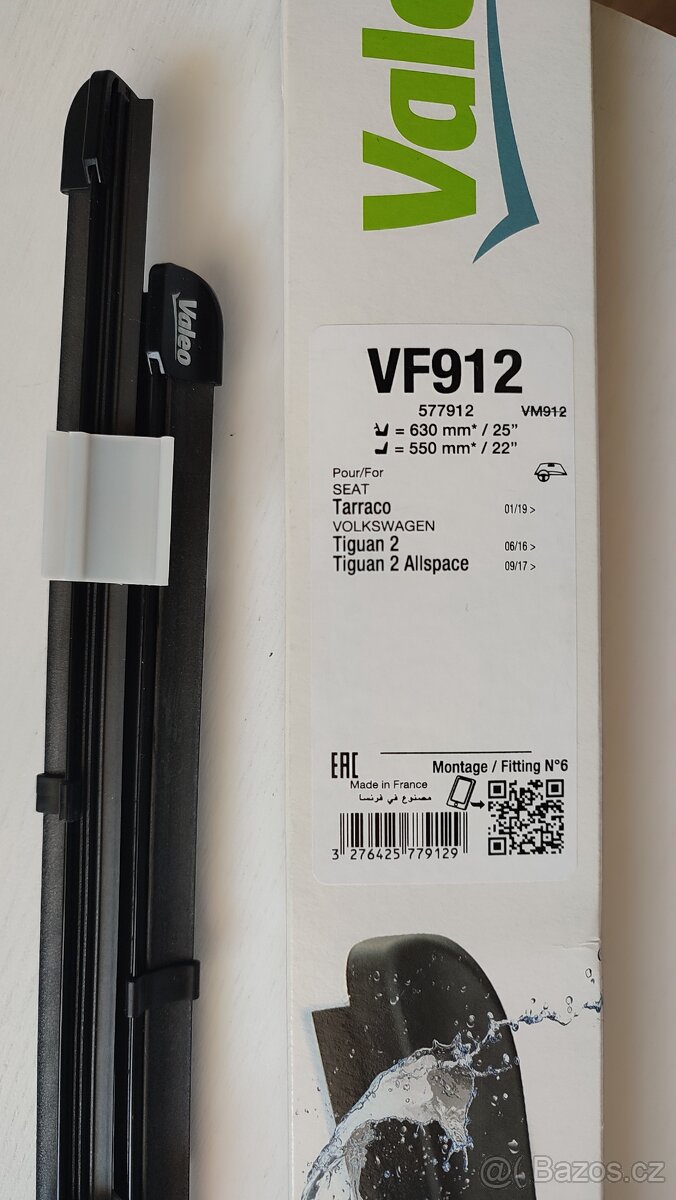 Valeo
Valeo
VF912
577912 VM912
= 630 mm* / 25”
= 550 mm* / 22”
Pour/For
SEAT
Tarraco 01/19 >
VOLKSWAGEN
Tiguan 2 06/16 >
Tiguan 2 Allspace 09/17 >
EAC
Montage / Fitting N°6
Made in France
مصنوع في فرنسا
3 276425 779129
@ Bazos.cz